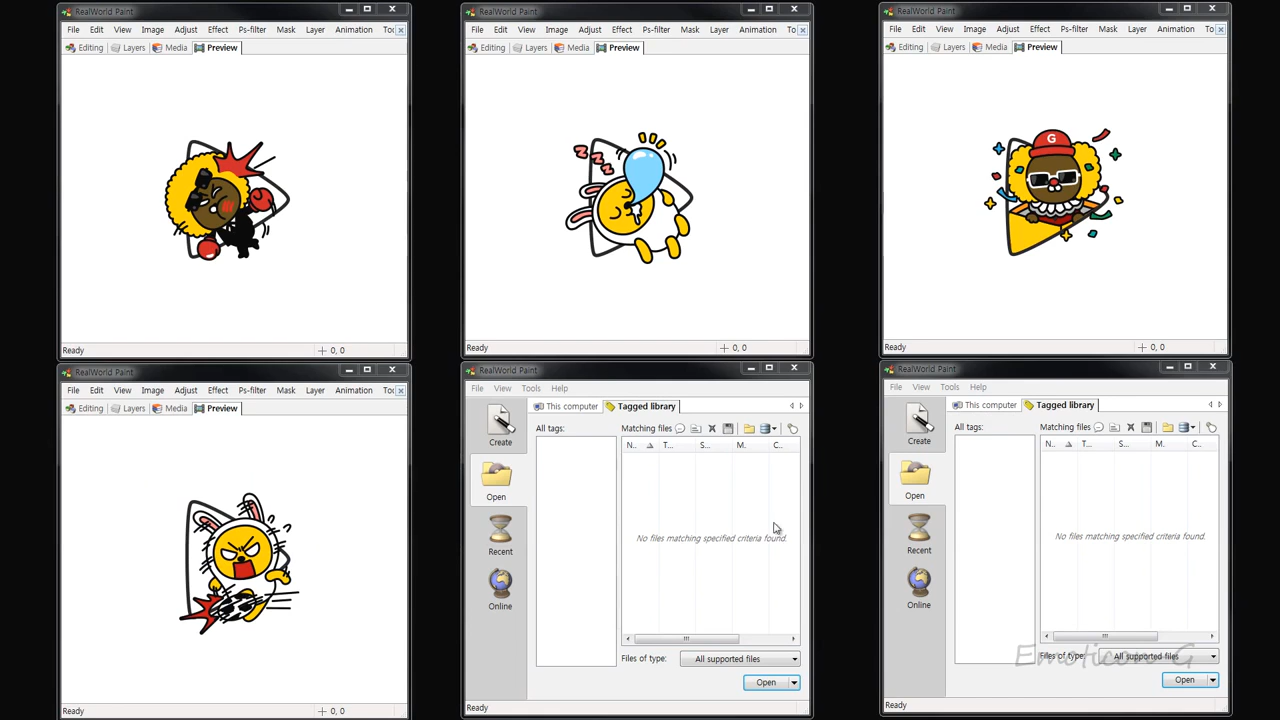 RealWorld Paint
File Edit View Image Adjust Effect Ps-filter Mask Layer Animation Too
Editing Layers Media Preview
Ready 0, 0
RealWorld Paint
File Edit View Image Adjust Effect Ps-filter Mask Layer Animation To
Editing Layers Media Preview
z z z
Ready 0, 0
RealWorld Paint
File Edit View Image Adjust Effect Ps-filter Mask Layer Animation To
Editing Layers Media Preview
G
Ready 0, 0
RealWorld Paint
File Edit View Image Adjust Effect Ps-filter Mask Layer Animation Too
Editing Layers Media Preview
Ready 0, 0
RealWorld Paint
File View Tools Help
This computer Tagged library
Create
Open
Recent
Online
All tags: Matching files
N.. T... S... M. C..
No files matching specified criteria found.
Files of type: All supported files
Open
Ready
RealWorld Paint
File View Tools Help
This computer Tagged library
Create
Open
Recent
Online
All tags: Matching files
N.. T... S... M. C..
No files matching specified criteria found.
Files of type: All supported files
Open
Ready
Emoticon G